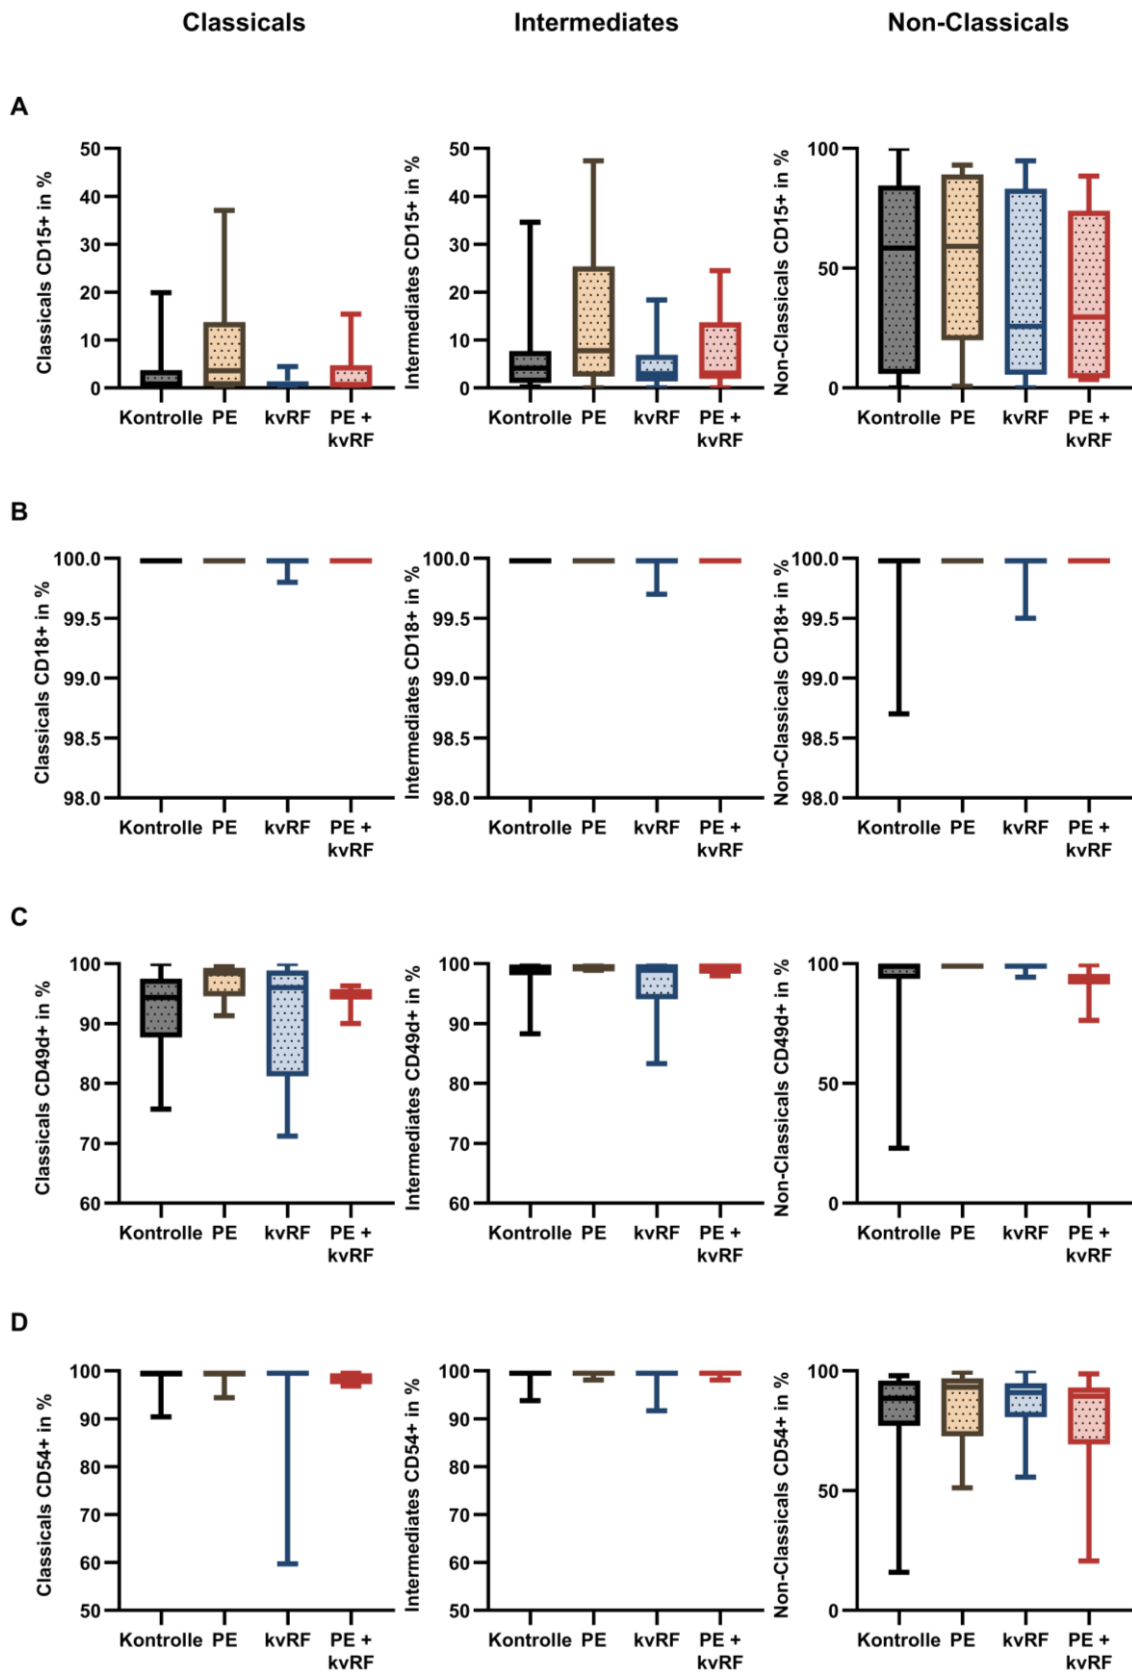 Classicals Intermediates Non-Classicals
A
Classicals CD15+ in %
50
40
30
20
10
0
Kontrolle PE kvRF PE +
kvRF
Intermediates CD15+ in %
50
40
30
20
10
0
Kontrolle PE kvRF PE +
kvRF
Non-Classicals CD15+ in %
100
50
0
Kontrolle PE kvRF PE +
kvRF
B
Classicals CD18+ in %
100.0
99.5
99.0
98.5
98.0
Kontrolle PE kvRF PE +
kvRF
Intermediates CD18+ in %
100.0
99.5
99.0
98.5
98.0
Kontrolle PE kvRF PE +
kvRF
Non-Classicals CD18+ in %
100.0
99.5
99.0
98.5
98.0
Kontrolle PE kvRF PE +
kvRF
C
Classicals CD49d+ in %
100
90
80
70
60
Kontrolle PE kvRF PE +
kvRF
Intermediates CD49d+ in %
100
90
80
70
60
Kontrolle PE kvRF PE +
kvRF
Non-Classicals CD49d+ in %
100
50
0
Kontrolle PE kvRF PE +
kvRF
D
Classicals CD54+ in %
100
90
80
70
60
50
Kontrolle PE kvRF PE +
kvRF
Intermediates CD54+ in %
100
90
80
70
60
50
Kontrolle PE kvRF PE +
kvRF
Non-Classicals CD54+ in %
100
50
0
Kontrolle PE kvRF PE +
kvRF